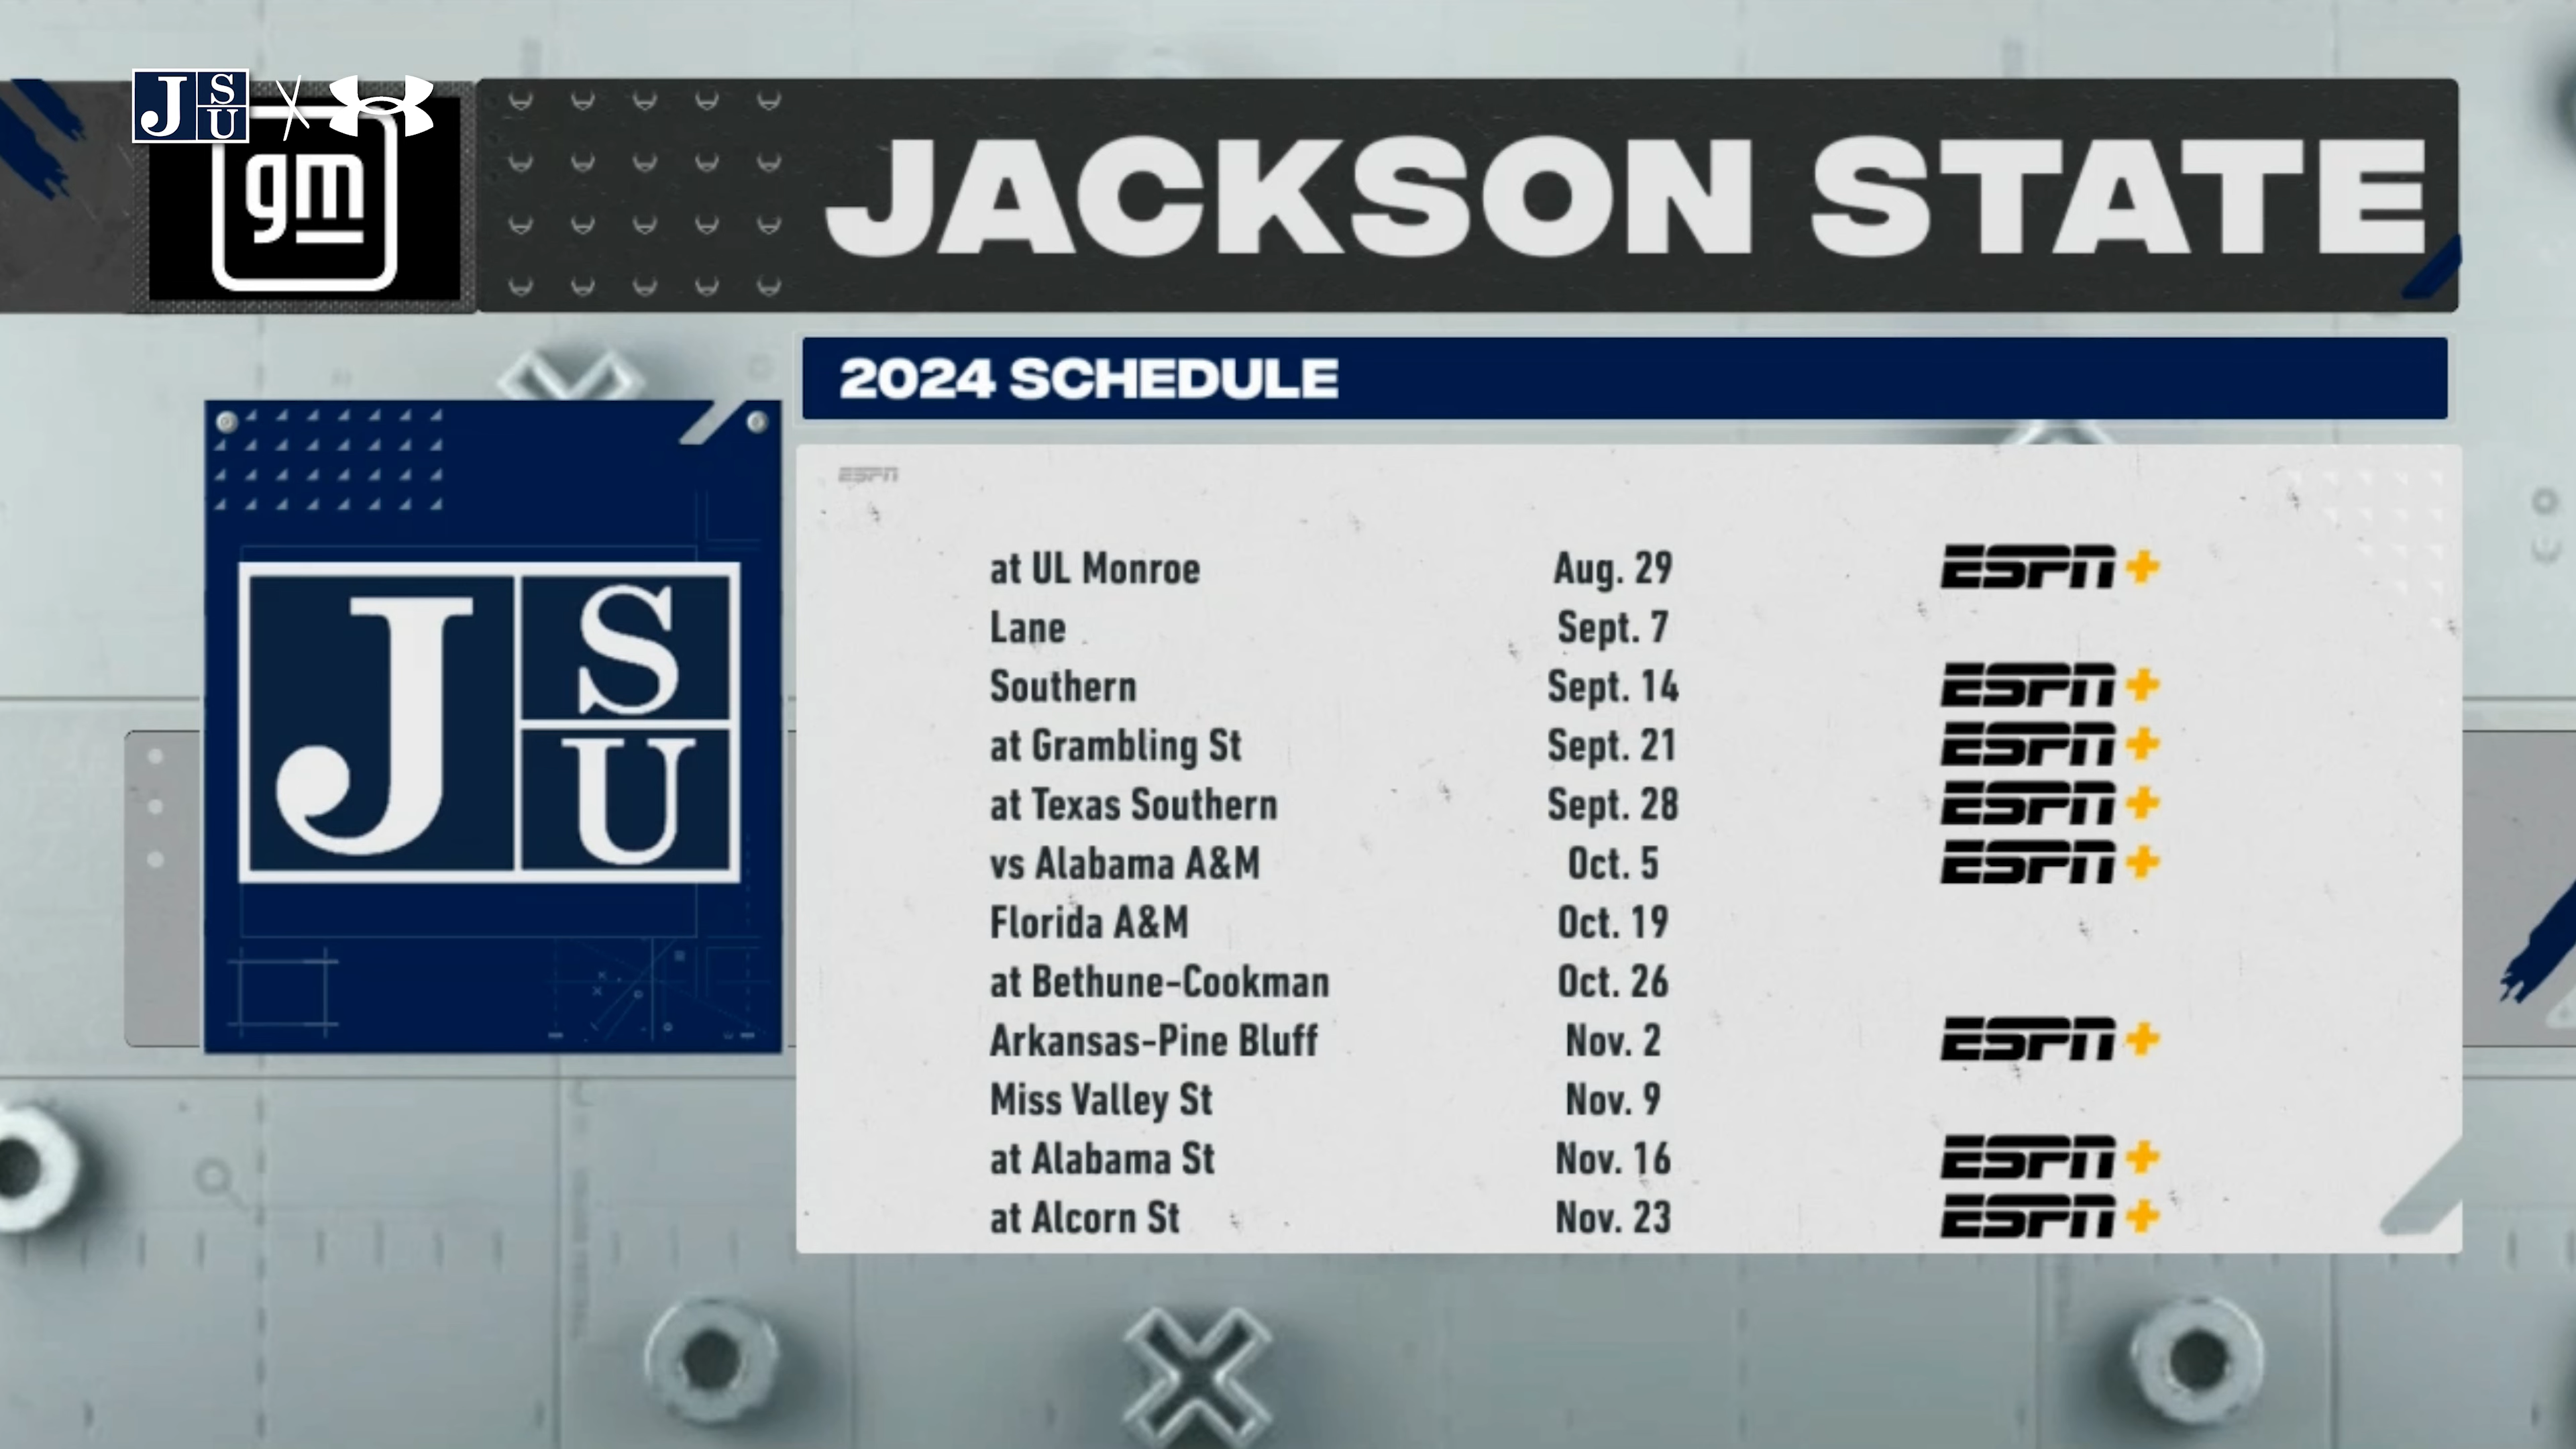 JSU
gm
JACKSON STATE
2024 SCHEDULE
ESPN
JSU
at UL Monroe Aug. 29 ESPN+
Lane Sept. 7
Southern Sept. 14 ESPN+
at Grambling St Sept. 21 ESPN+
at Texas Southern Sept. 28 ESPN+
vs Alabama A&M Oct. 5 ESPN+
Florida A&M Oct. 19
at Bethune-Cookman Oct. 26
Arkansas-Pine Bluff Nov. 2 ESPN+
Miss Valley St Nov. 9
at Alabama St Nov. 16 ESPN+
at Alcorn St Nov. 23 ESPN+